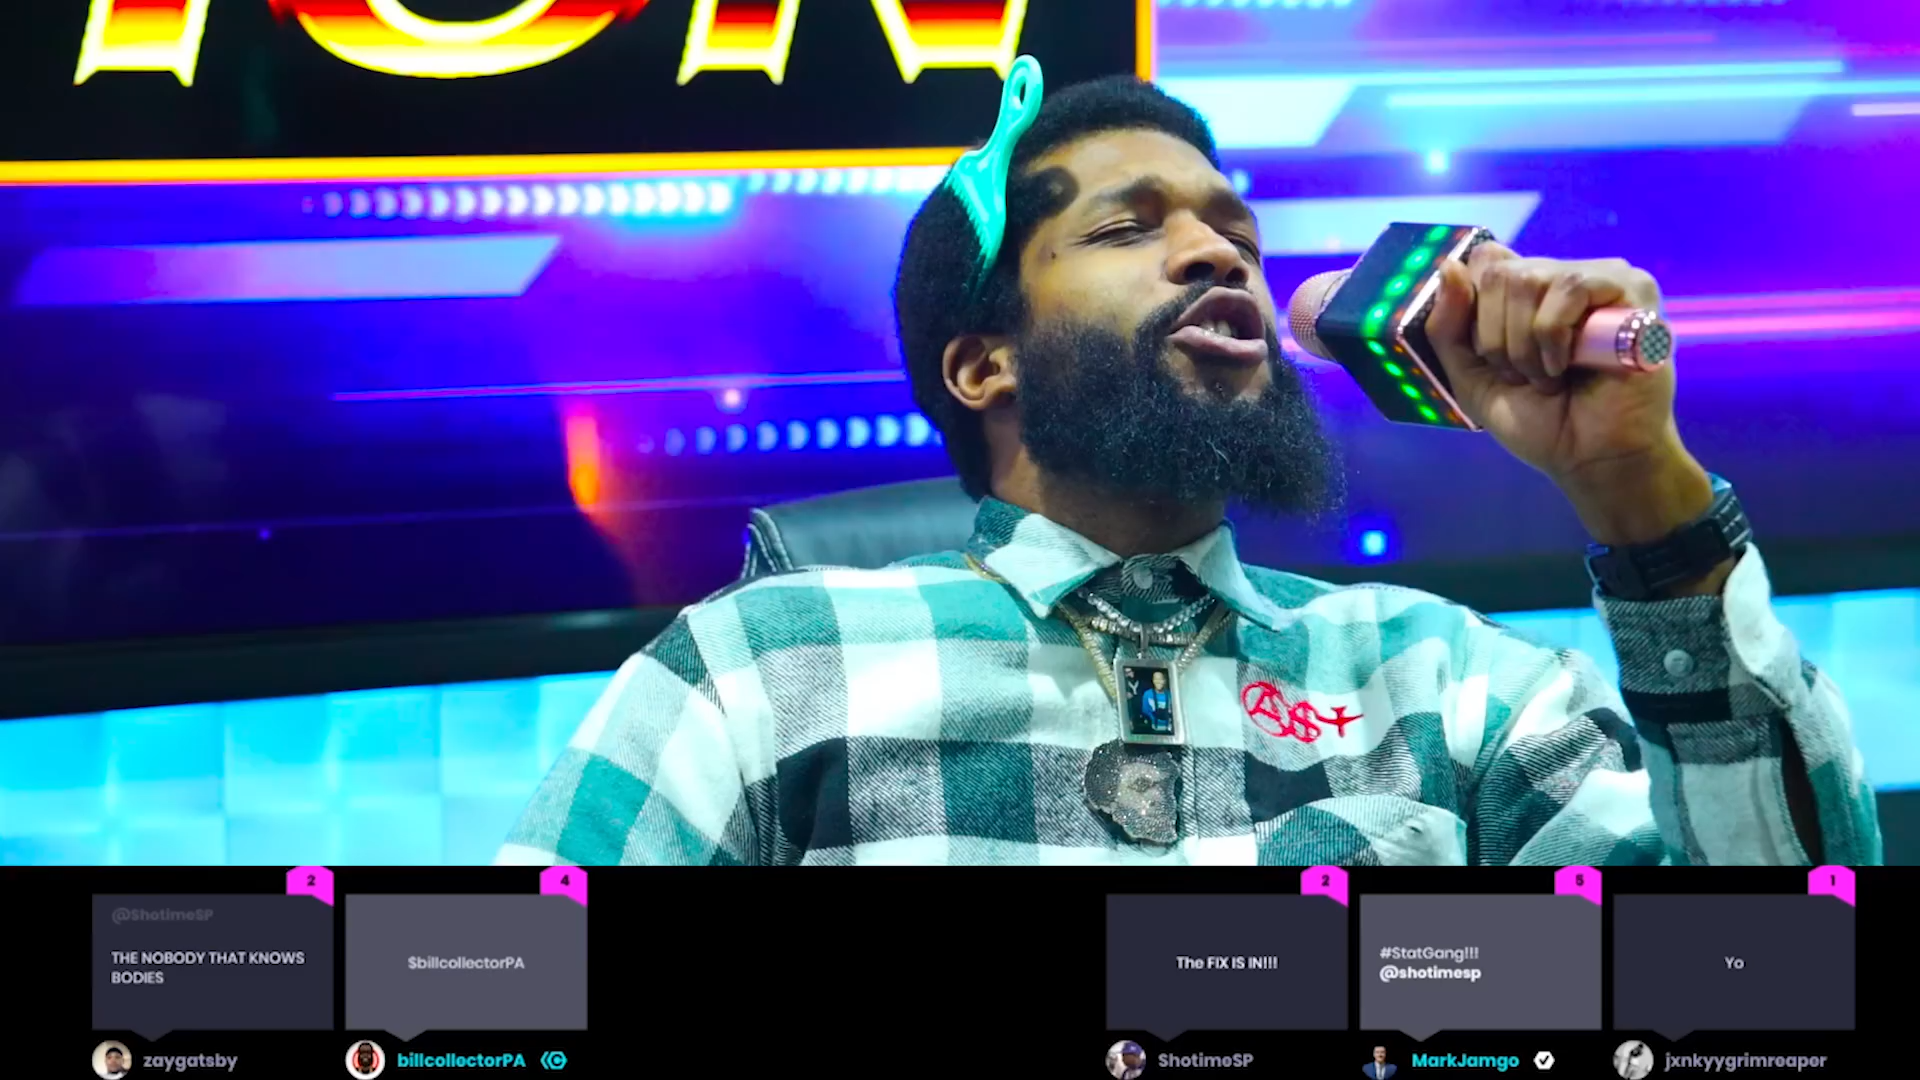 ION
2
@ShotimeSP
THE NOBODY THAT KNOWS
BODIES
zaygatsby
4
$billcollectorPA
billcollectorPA
2
The FIX IS IN!!!
ShotimeSP
5
#StatGang!!!
@shotimesp
MarkJamgo
1
Yo
jxnkyygrimreaper